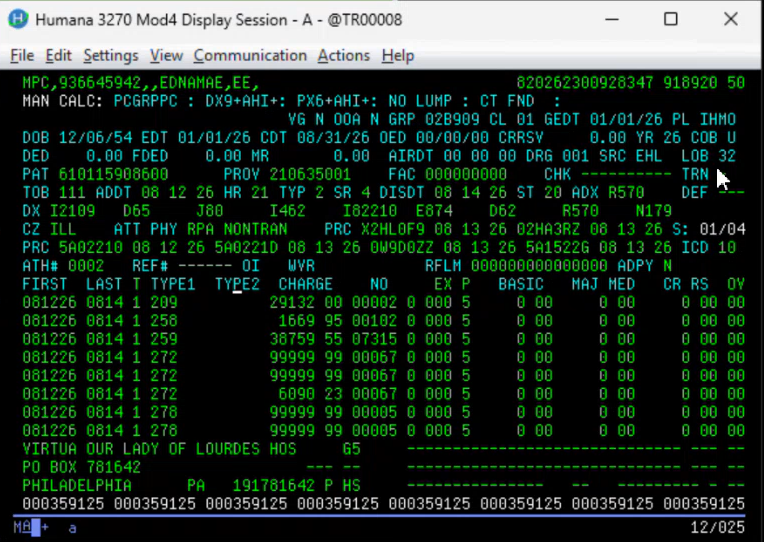 Humana 3270 Mod4 Display Session - A - @TR00008
File Edit Settings View Communication Actions Help
MPC,936645942,,EDNAMAE,EE, 820262300928347 918920 50
MAN CALC: PCGRPPC : DX9+AHI+: PX6+AHI+: NO LUMP : CT FND :
VG N OOA N GRP 02B909 CL 01 GEDT 01/01/26 PL IHMO
DOB 12/06/54 EDT 01/01/26 CDT 08/31/26 OED 00/00/00 CRRSV 0.00 YR 26 COB U
DED 0.00 FDED 0.00 MR 0.00 AIRDT 00 00 00 DRG 001 SRC EHL LOB 32
PAT 610115908600 PROV 210635001 FAC 000000000 CHK ---------- TRN
TOB 111 ADDT 08 12 26 HR 21 TYP 2 SR 4 DISDT 08 14 26 ST 20 ADX R570 DEF ---
DX I2109 D65 J80 I462 I82210 E874 D62 R570 N179
CZ ILL ATT PHY RPA NONTRAN PRC X2HL0F9 08 13 26 02HA3RZ 08 13 26 S: 01/04
PRC 5A02210 08 12 26 5A0221D 08 13 26 0W9D0ZZ 08 13 26 5A1522G 08 13 26 ICD 10
ATH# 0002 REF# ------ OI WVR RFLM 00000000000000 ADPY N
FIRST LAST T TYPE1 TYPE2 CHARGE NO EX P BASIC MAJ MED CR RS OV
081226 0814 1 209 29132 00 00002 0 000 5 0 00 0 00 0 00 00
081226 0814 1 258 1669 95 00102 0 000 5 0 00 0 00 0 00 00
081226 0814 1 259 38759 55 07315 0 000 5 0 00 0 00 0 00 00
081226 0814 1 272 99999 99 00067 0 000 5 0 00 0 00 0 00 00
081226 0814 1 272 99999 99 00067 0 000 5 0 00 0 00 0 00 00
081226 0814 1 272 6090 23 00067 0 000 5 0 00 0 00 0 00 00
081226 0814 1 278 99999 99 00005 0 000 5 0 00 0 00 0 00 00
081226 0814 1 278 99999 99 00005 0 000 5 0 00 0 00 0 00 00
VIRTUA OUR LADY OF LOURDES HOS G5 ------------------------------ --- --
PO BOX 781642 --- -- ------------------------------ --- --
PHILADELPHIA PA 191781642 P HS --------------- -- --------- -- --
000359125 000359125 000359125 000359125 000359125 000359125 000359125 000359125
MA + a 12/025